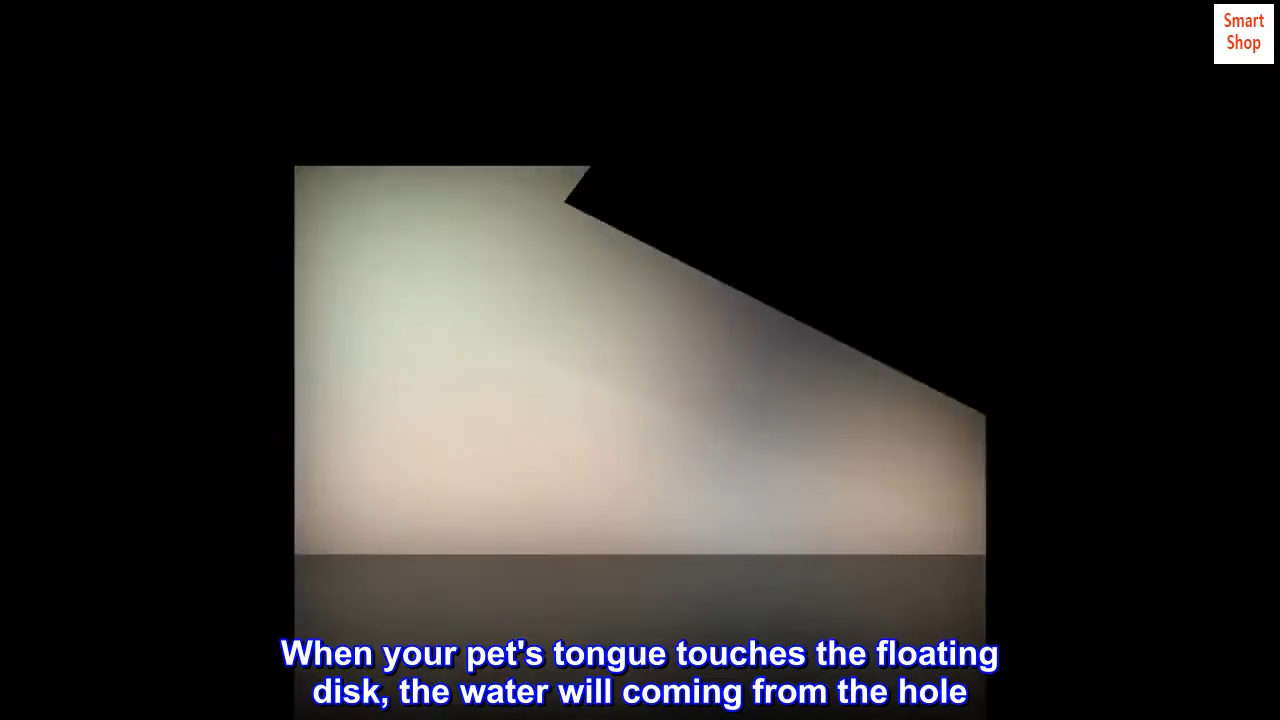 Smart
Shop
When your pet's tongue touches the floating
disk, the water will coming from the hole